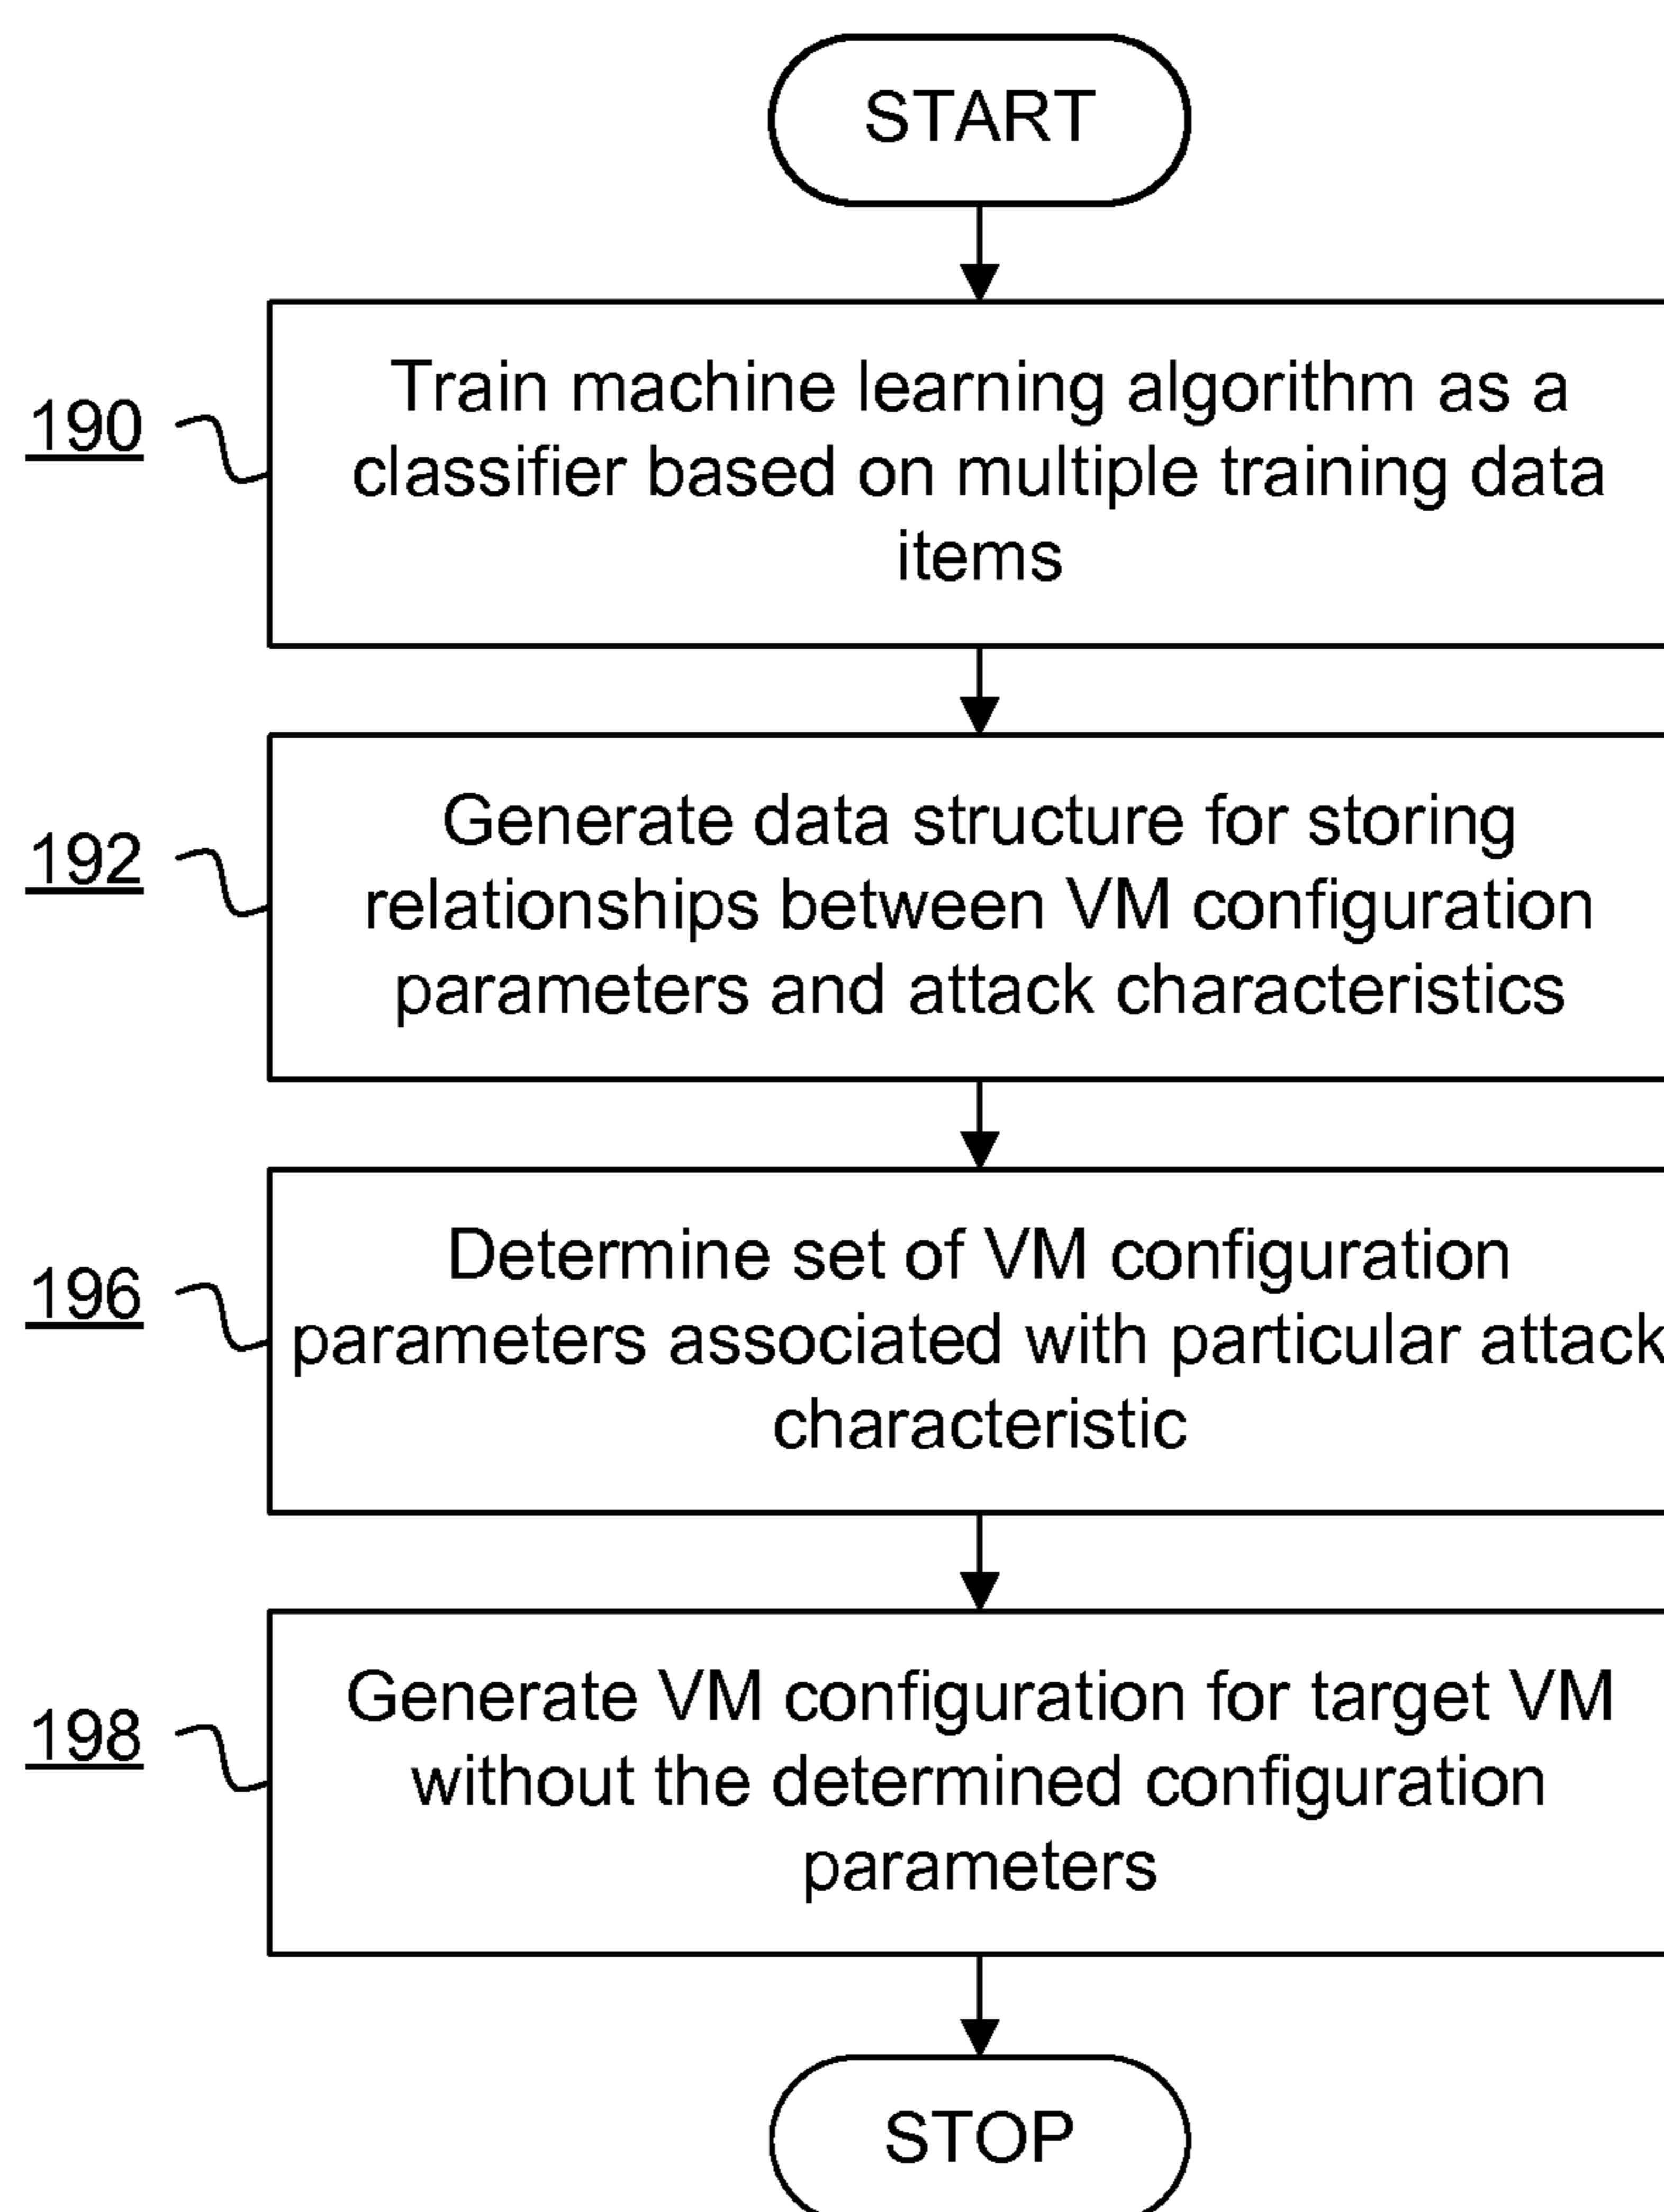 START
190
Train machine learning algorithm as a
classifier based on multiple training data
items
192
Generate data structure for storing
relationships between VM configuration
parameters and attack characteristics
196
Determine set of VM configuration
parameters associated with particular attack
characteristic
198
Generate VM configuration for target VM
without the determined configuration
parameters
STOP